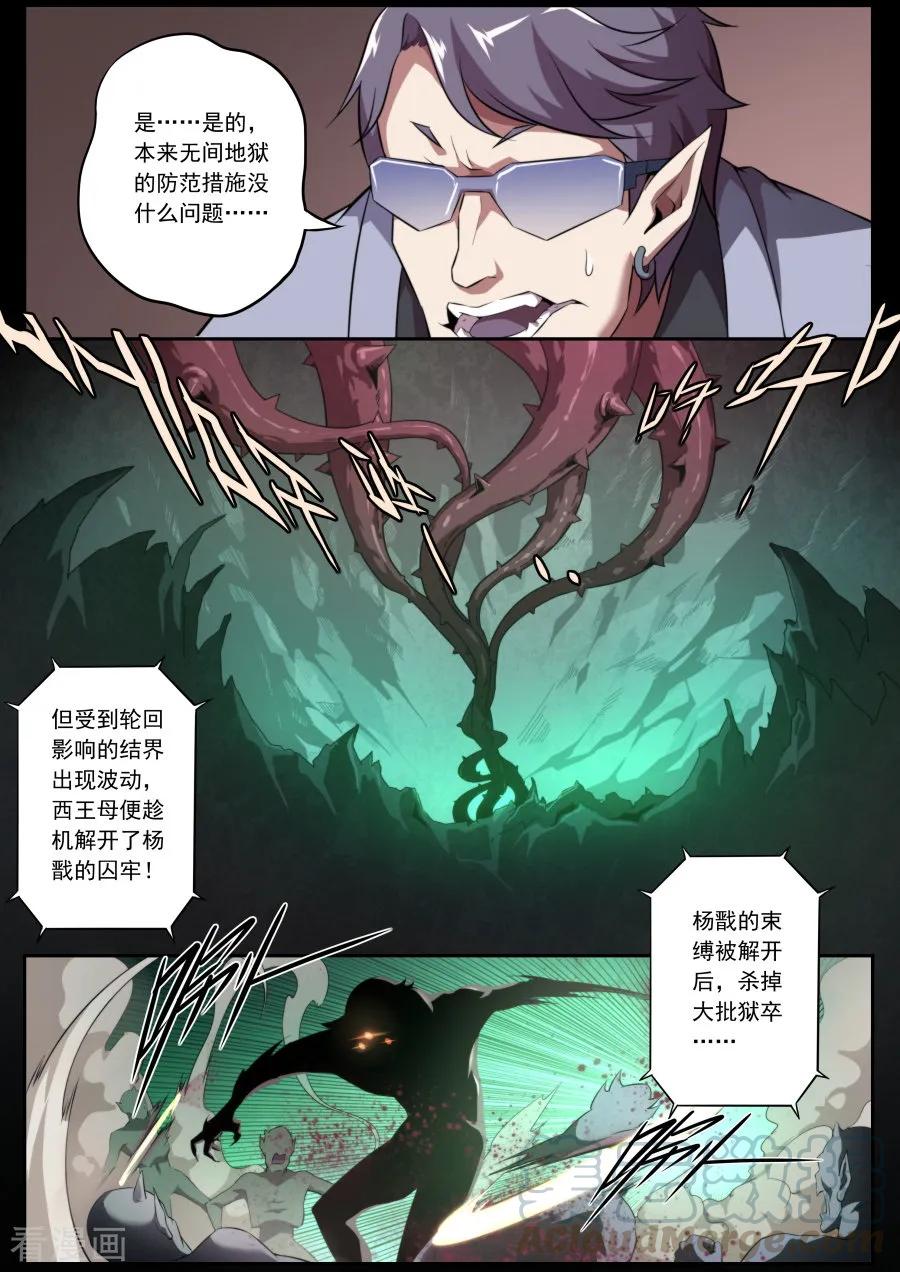 是……是的，
本来无间地狱
的防范措施没
什么问题……
咔咔
但受到轮回
影响的结界
出现波动，
西王母便趁
机解开了杨
戬的囚牢！
杨戬的束
缚被解开
后，杀掉
大批狱卒
……
唰
唰
看漫画
AcloudMerge.com